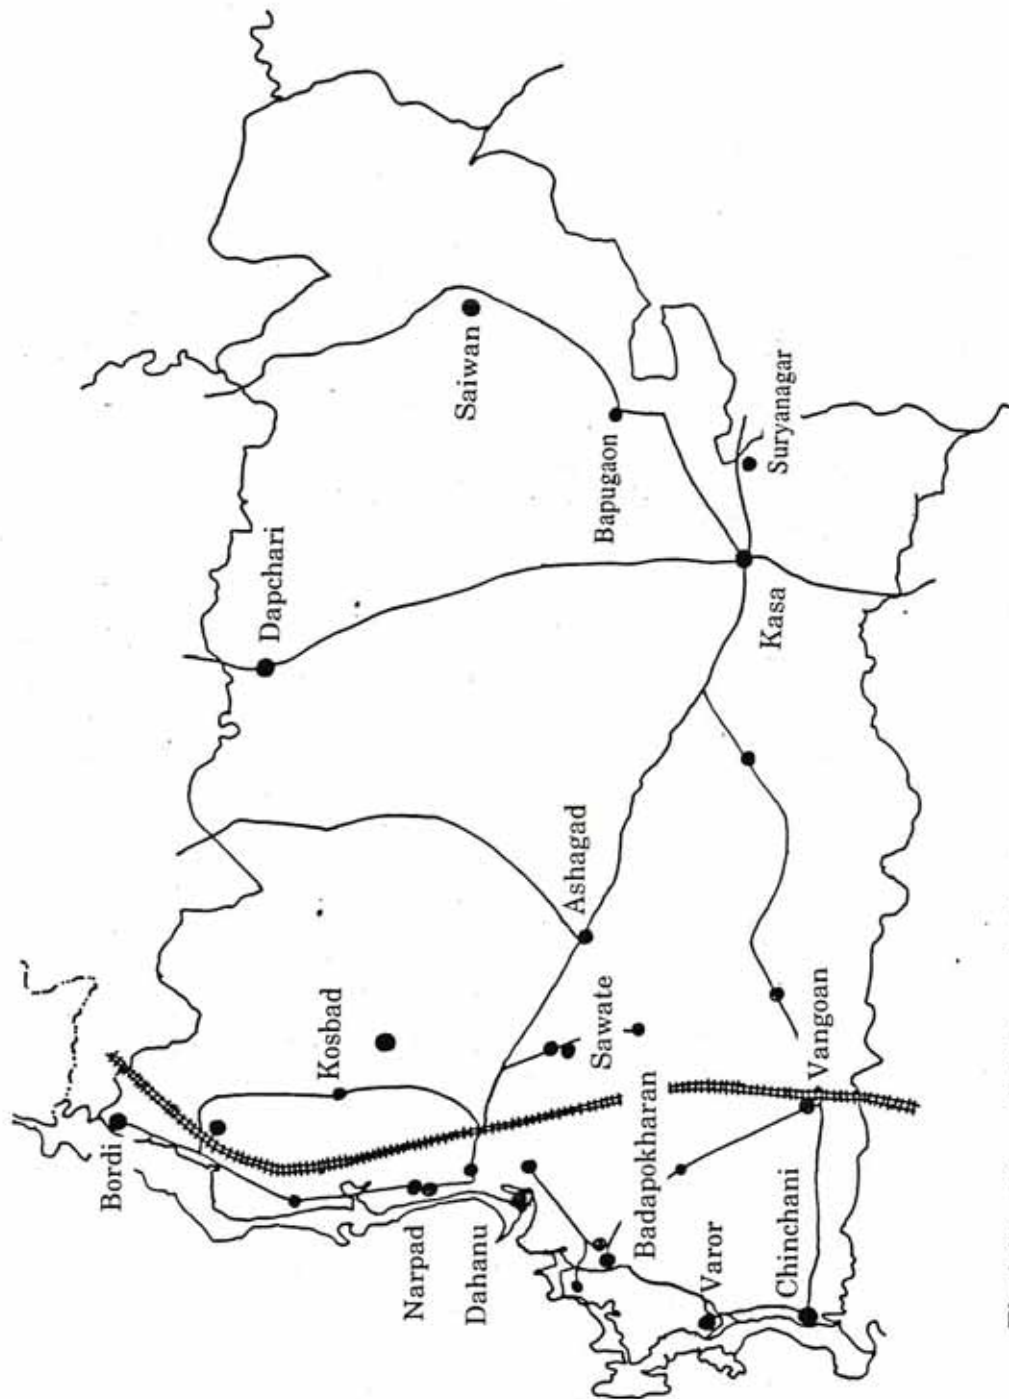 Bordi
Kosbad
Dapchari
Saiwan
Narpad
Dahanu
Ashagad
Sawate
Bapugaon
Badapokharan
Varor
Kasa
Suryanagar
Chinchani
Vangoan